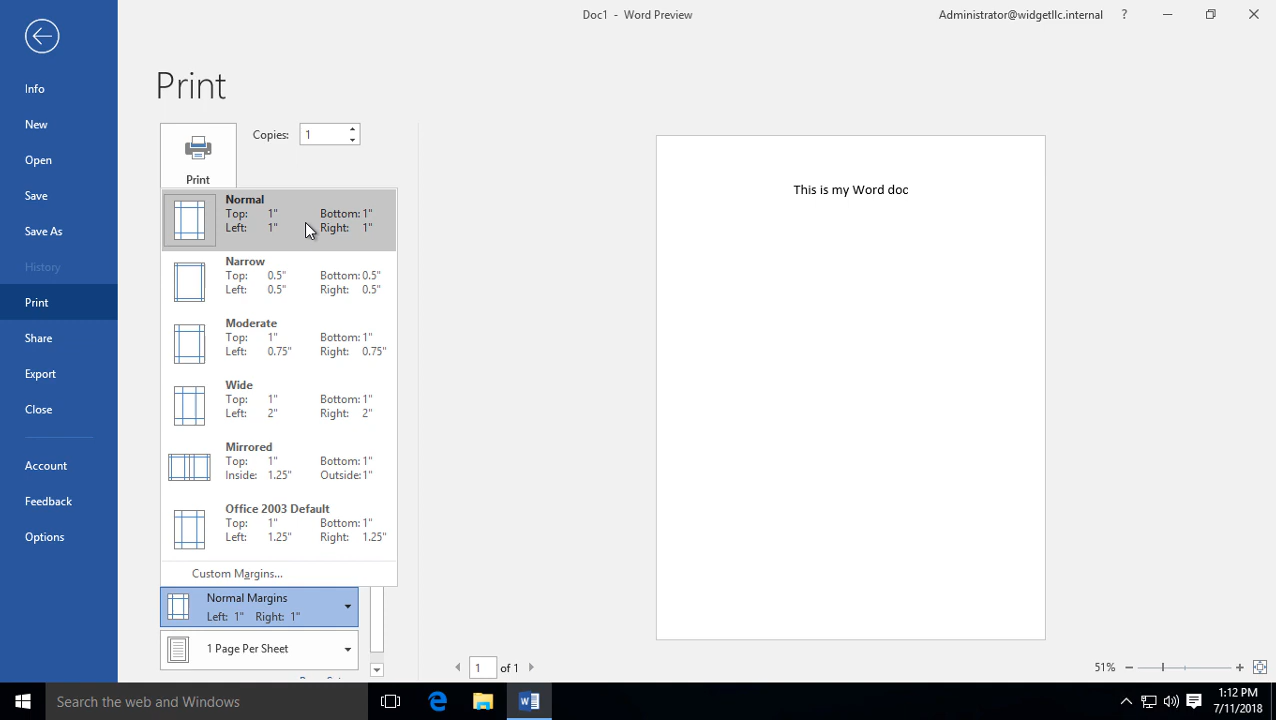 Doc1 - Word Preview
Administrator@widgetllc.internal
?
Info
New
Open
Save
Save As
History
Print
Share
Export
Close
Account
Feedback
Options
Print
Copies: 1
Print
Normal
Top: 1" Bottom: 1"
Left: 1" Right: 1"
Narrow
Top: 0.5" Bottom: 0.5"
Left: 0.5" Right: 0.5"
Moderate
Top: 1" Bottom: 1"
Left: 0.75" Right: 0.75"
Wide
Top: 1" Bottom: 1"
Left: 2" Right: 2"
Mirrored
Top: 1" Bottom: 1"
Inside: 1.25" Outside: 1"
Office 2003 Default
Top: 1" Bottom: 1"
Left: 1.25" Right: 1.25"
Custom Margins...
Normal Margins
Left: 1" Right: 1"
1 Page Per Sheet
This is my Word doc
1 of 1
51%
Search the web and Windows
1:12 PM
7/11/2018